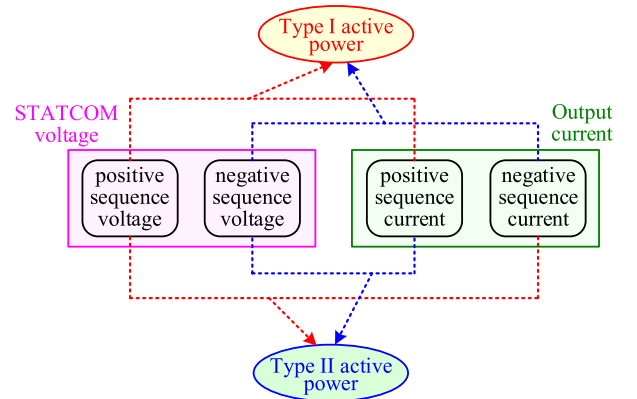 Type I active
power
STATCOM
voltage
Output
current
positive
sequence
voltage
negative
sequence
voltage
positive
sequence
current
negative
sequence
current
Type II active
power